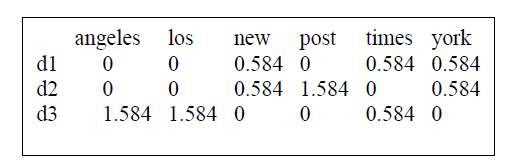 angeles los new post times york
d1 0 0 0.584 0 0.584 0.584
d2 0 0 0.584 1.584 0 0.584
d3 1.584 1.584 0 0 0.584 0